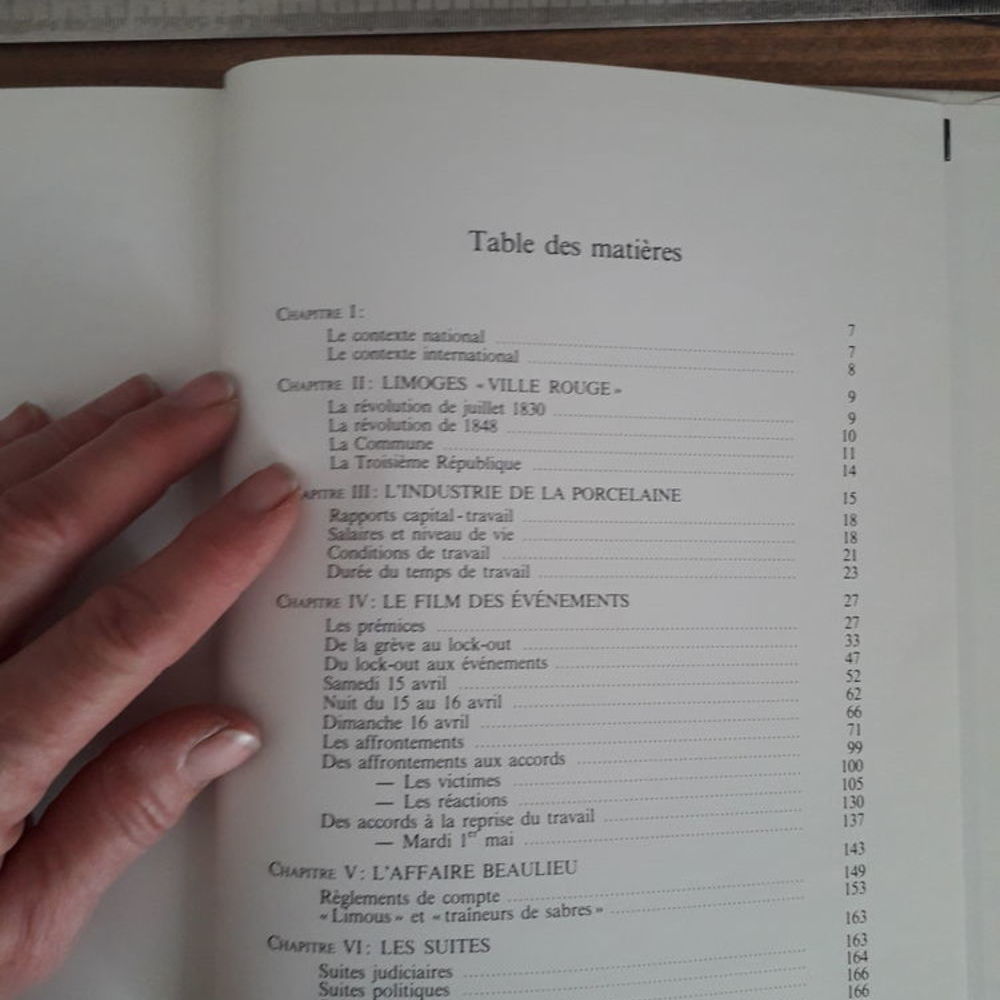 Table des matières
CHAPITRE I: 7
Le contexte national 7
Le contexte international 8
CHAPITRE II: LIMOGES «VILLE ROUGE» 9
La révolution de juillet 1830 9
La révolution de 1848 10
La Commune 11
La Troisième République 14
APITRE III: L'INDUSTRIE DE LA PORCELAINE 15
Rapports capital-travail 18
Salaires et niveau de vie 18
Conditions de travail 21
Durée du temps de travail 23
CHAPITRE IV: LE FILM DES ÉVÉNEMENTS 27
Les prémices 27
De la grève au lock-out 33
Du lock-out aux événements 47
Samedi 15 avril 52
Nuit du 15 au 16 avril 62
Dimanche 16 avril 66
Les affrontements 71
Des affrontements aux accords 99
— Les victimes 100
— Les réactions 105
Des accords à la reprise du travail 130
— Mardi 1er mai 137
CHAPITRE V: L'AFFAIRE BEAULIEU 143
Règlements de compte 149
«Limous» et «traîneurs de sabres» 153
CHAPITRE VI: LES SUITES 163
Suites judiciaires 163
Suites politiques 164
166
166